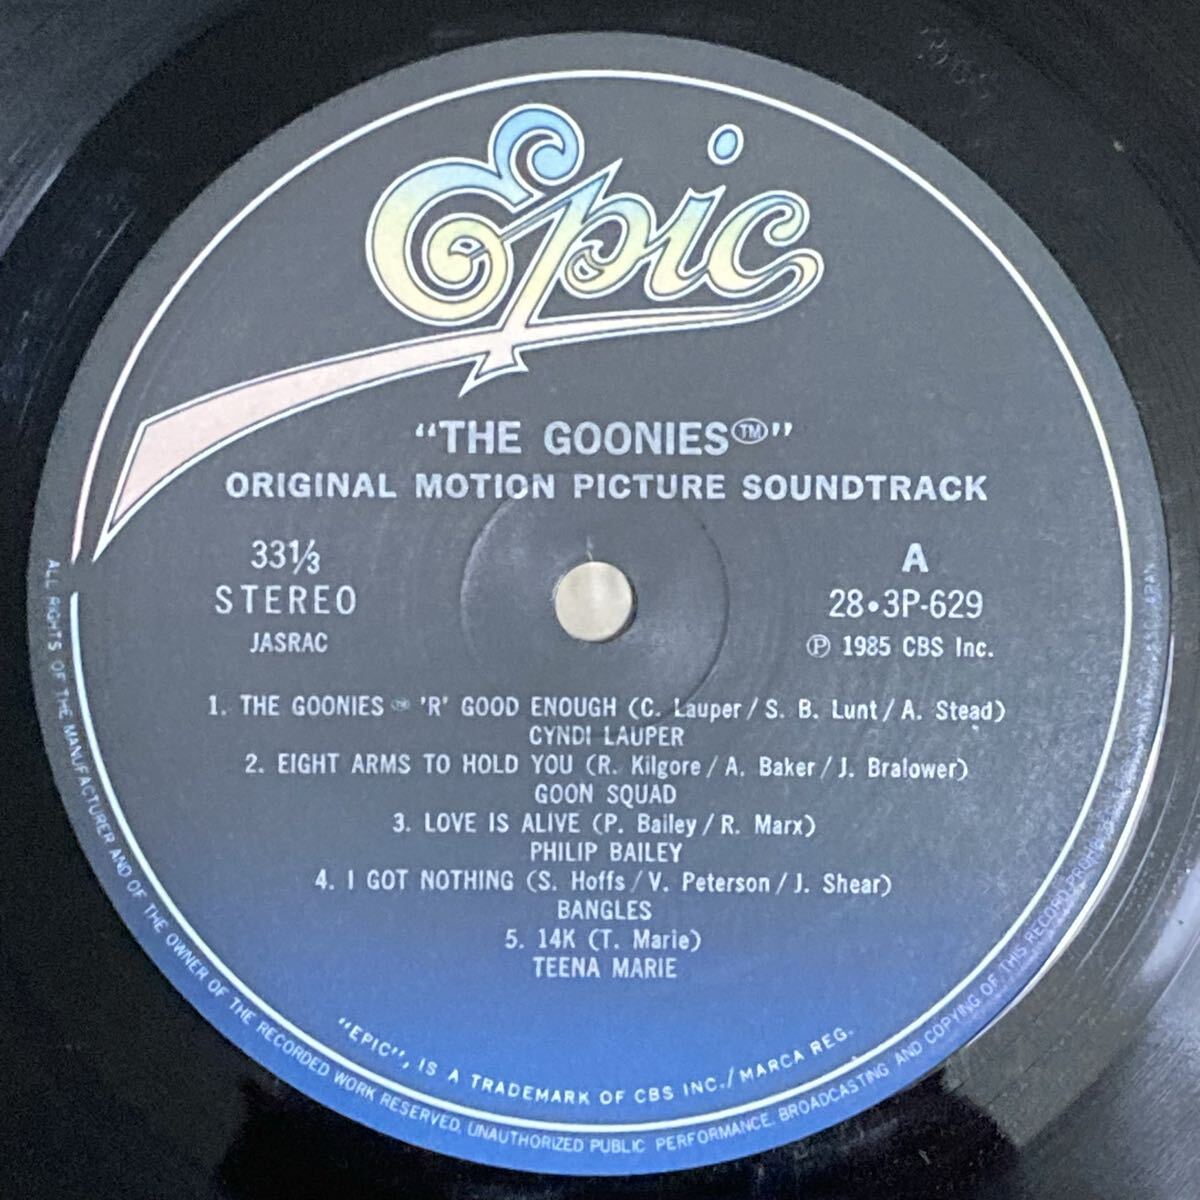 Epic
"THE GOONIES™"
ORIGINAL MOTION PICTURE SOUNDTRACK
33⅓
STEREO
JASRAC
A
28•3P-629
℗ 1985 CBS Inc.
1. THE GOONIES ™ 'R' GOOD ENOUGH (C. Lauper / S. B. Lunt / A. Stead)
CYNDI LAUPER
2. EIGHT ARMS TO HOLD YOU (R. Kilgore / A. Baker / J. Bralower)
GOON SQUAD
3. LOVE IS ALIVE (P. Bailey / R. Marx)
PHILIP BAILEY
4. I GOT NOTHING (S. Hoffs / V. Peterson / J. Shear)
BANGLES
5. 14K (T. Marie)
TEENA MARIE
"EPIC", IS A TRADEMARK OF CBS INC./MARCA REG.
ALL RIGHTS OF THE MANUFACTURER AND OF THE OWNER OF THE RECORDED WORK RESERVED. UNAUTHORIZED PUBLIC PERFORMANCE, BROADCASTING AND COPYING OF THIS RECORD